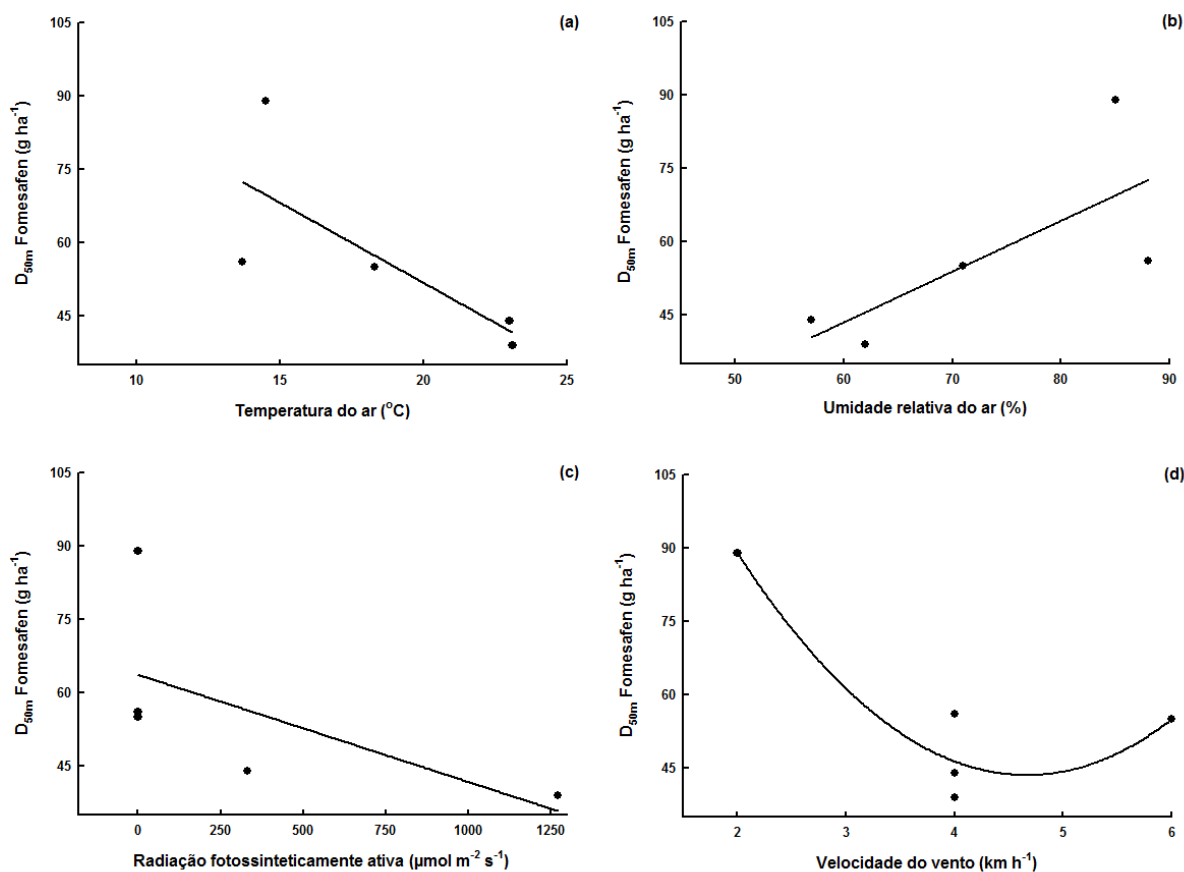 (a)
105
90
75
60
45
D50m Fomesafen (g ha-1)
10 15 20 25
Temperatura do ar (OC)
(b)
105
90
75
60
45
D50m Fomesafen (g ha-1)
50 60 70 80 90
Umidade relativa do ar (%)
(c)
105
90
75
60
45
D50m Fomesafen (g ha-1)
0 250 500 750 1000 1250
Radiação fotossinteticamente ativa (µmol m-2 s-1)
(d)
105
90
75
60
45
D50m Fomesafen (g ha-1)
2 3 4 5 6
Velocidade do vento (km h-1)